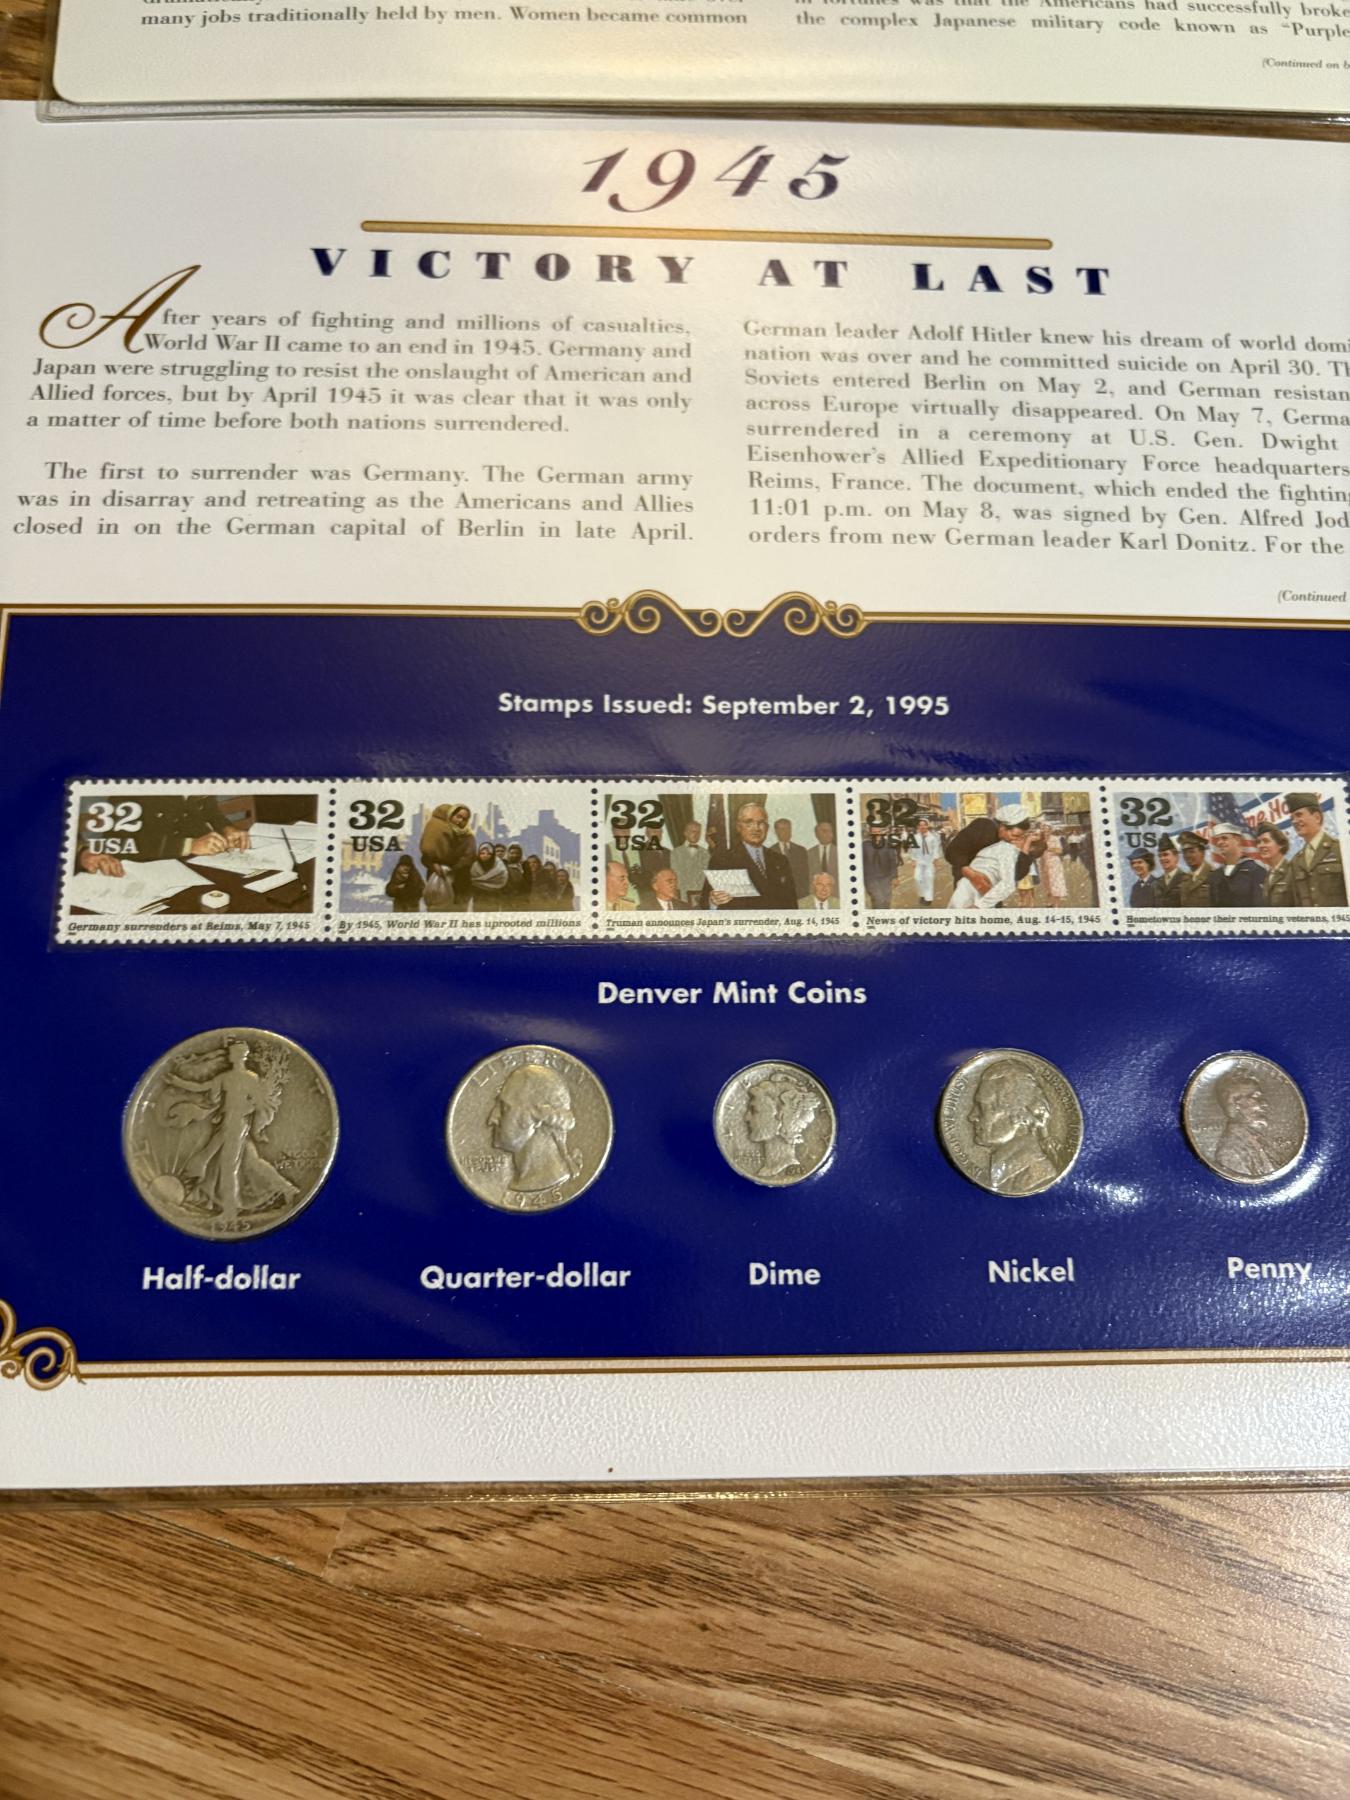 many jobs traditionally held by men. Women became common
Americans had successfully broke
the complex Japanese military code known as "Purple
(Continued on b
1945
VICTORY AT LAST
After years of fighting and millions of casualties,
World War II came to an end in 1945. Germany and
Japan were struggling to resist the onslaught of American and
Allied forces, but by April 1945 it was clear that it was only
a matter of time before both nations surrendered.
The first to surrender was Germany. The German army
was in disarray and retreating as the Americans and Allies
closed in on the German capital of Berlin in late April.
German leader Adolf Hitler knew his dream of world domi
nation was over and he committed suicide on April 30. Th
Soviets entered Berlin on May 2, and German resistan
across Europe virtually disappeared. On May 7, Germa
surrendered in a ceremony at U.S. Gen. Dwight
Eisenhower's Allied Expeditionary Force headquarters
Reims, France. The document, which ended the fighting
11:01 p.m. on May 8, was signed by Gen. Alfred Jod
orders from new German leader Karl Donitz. For the
(Continued
Stamps Issued: September 2, 1995
32
USA
Germany surrenders at Reims, May 7, 1945
32
USA
By 1945, World War II has uprooted millions
32
USA
Truman announces Japan's surrender, Aug. 14, 1945
32
USA
News of victory hits home, Aug. 14-15, 1945
32
USA
Hometowns honor their returning veterans, 1945
Denver Mint Coins
1945
LIBERTY
1945
Half-dollar
Quarter-dollar
Dime
Nickel
Penny